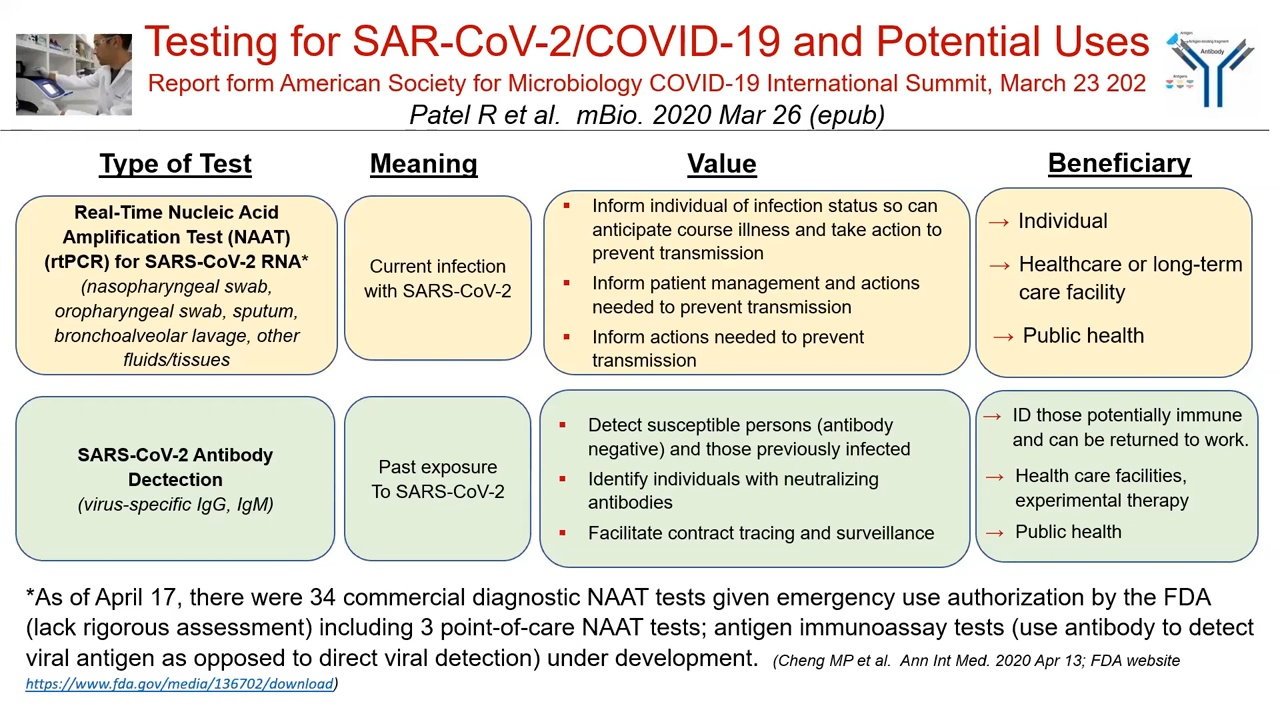 Testing for SAR-CoV-2/COVID-19 and Potential Uses
Report form American Society for Microbiology COVID-19 International Summit, March 23 202
Patel R et al.  mBio. 2020 Mar 26 (epub)
Antibody
Type of Test
Meaning
Value
Beneficiary
Real-Time Nucleic Acid
Amplification Test (NAAT)
(rtPCR) for SARS-CoV-2 RNA*
(nasopharyngeal swab,
oropharyngeal swab, sputum,
bronchoalveolar lavage, other
fluids/tissues
Current infection
with SARS-CoV-2
▪ Inform individual of infection status so can
anticipate course illness and take action to
prevent transmission
▪ Inform patient management and actions
needed to prevent transmission
▪ Inform actions needed to prevent
transmission
→ Individual
→ Healthcare or long-term
care facility
→ Public health
SARS-CoV-2 Antibody
Dectection
(virus-specific IgG, IgM)
Past exposure
To SARS-CoV-2
▪ Detect susceptible persons (antibody
negative) and those previously infected
▪ Identify individuals with neutralizing
antibodies
▪ Facilitate contract tracing and surveillance
→ ID those potentially immune
and can be returned to work.
→ Health care facilities,
experimental therapy
→ Public health
*As of April 17, there were 34 commercial diagnostic NAAT tests given emergency use authorization by the FDA
(lack rigorous assessment) including 3 point-of-care NAAT tests; antigen immunoassay tests (use antibody to detect
viral antigen as opposed to direct viral detection) under development.  (Cheng MP et al.  Ann Int Med. 2020 Apr 13; FDA website
https://www.fda.gov/media/136702/download)